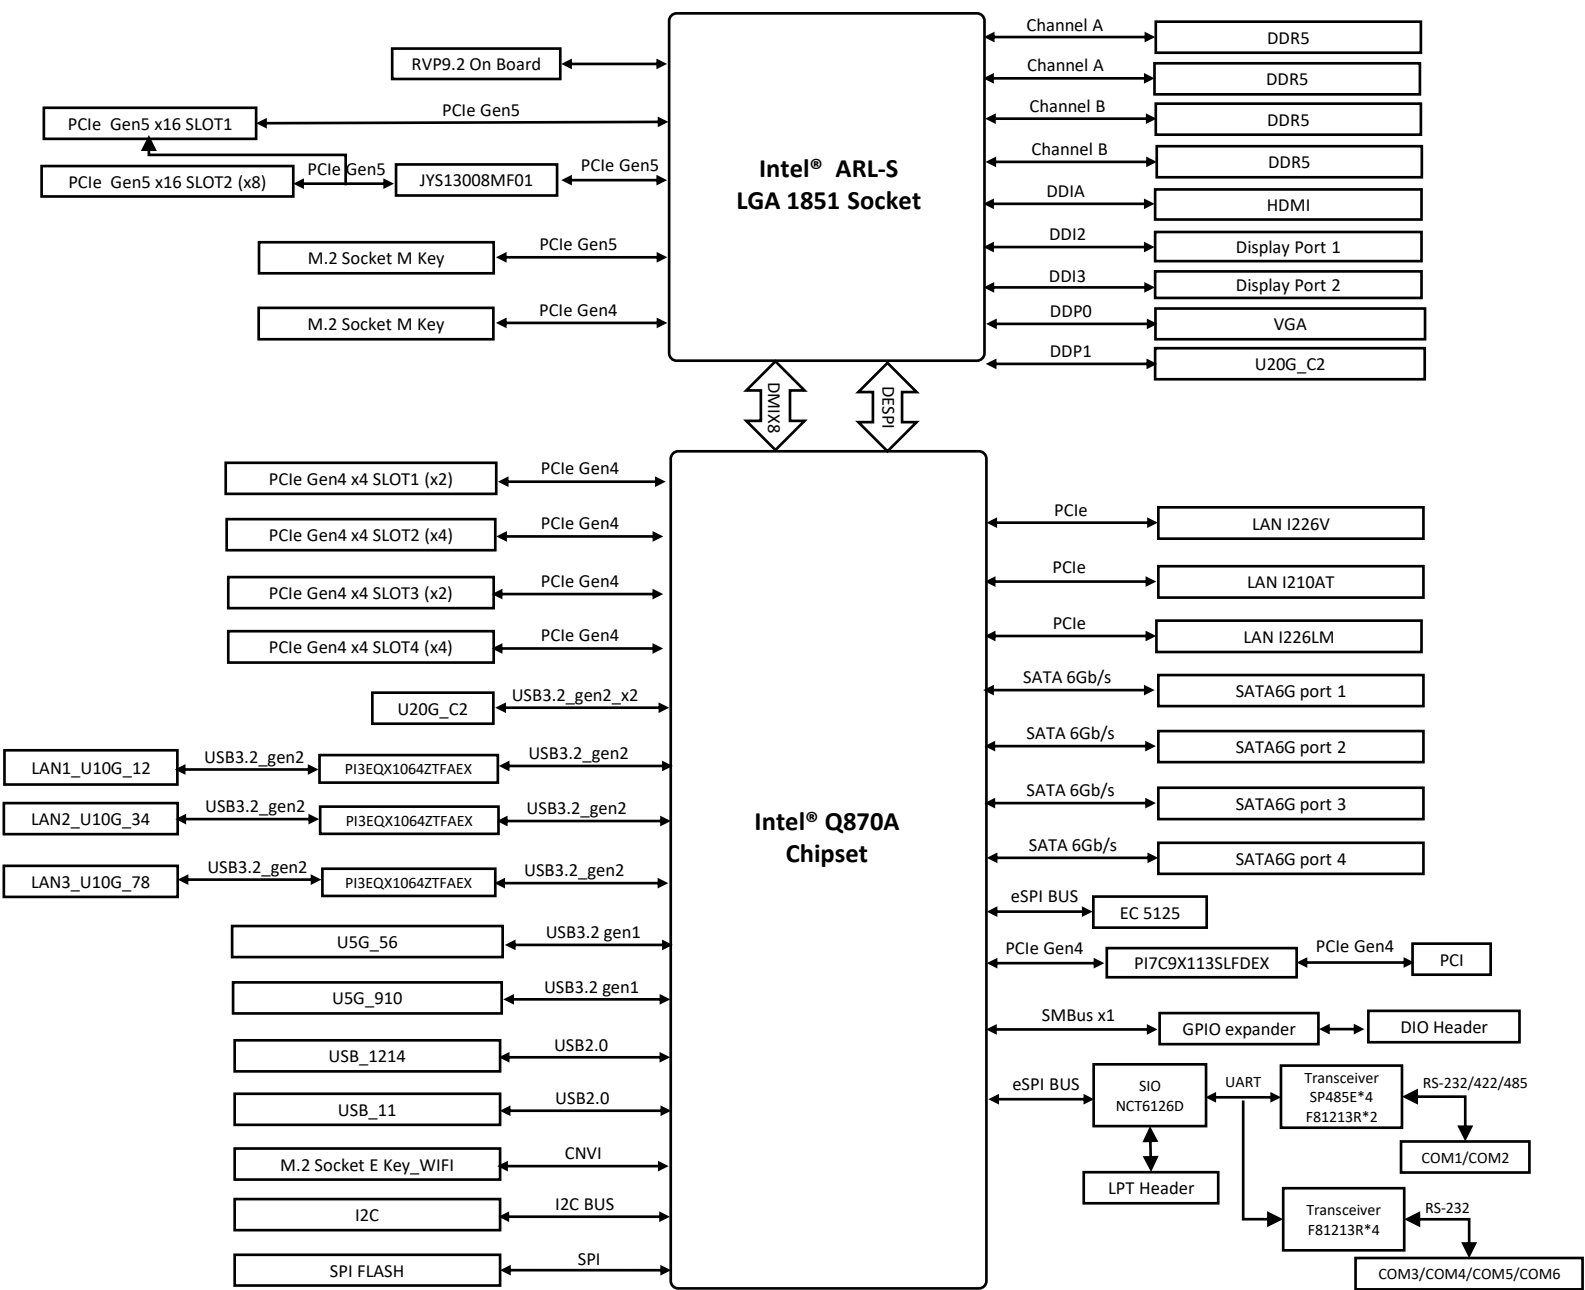 Channel A
DDR5
RVP9.2 On Board
Channel A
DDR5
PCIe Gen5 x16 SLOT1
PCIe Gen5
Channel B
DDR5
PCIe Gen5 x16 SLOT2 (x8)
PCIe Gen5
JYS13008MF01
PCIe Gen5
Intel® ARL-S
LGA 1851 Socket
Channel B
DDR5
DDIA
HDMI
M.2 Socket M Key
PCIe Gen5
DDI2
Display Port 1
DDI3
Display Port 2
M.2 Socket M Key
PCIe Gen4
DDP0
VGA
DDP1
U20G_C2
DMIX8
DESPI
PCIe Gen4 x4 SLOT1 (x2)
PCIe Gen4
PCIe Gen4 x4 SLOT2 (x4)
PCIe Gen4
PCIe Gen4 x4 SLOT3 (x2)
PCIe Gen4
PCIe Gen4 x4 SLOT4 (x4)
PCIe Gen4
U20G_C2
USB3.2_gen2_x2
LAN1_U10G_12
USB3.2_gen2
PI3EQX1064ZTFAEX
USB3.2_gen2
LAN2_U10G_34
USB3.2_gen2
PI3EQX1064ZTFAEX
USB3.2_gen2
LAN3_U10G_78
USB3.2_gen2
PI3EQX1064ZTFAEX
USB3.2_gen2
U5G_56
USB3.2 gen1
U5G_910
USB3.2 gen1
USB_1214
USB2.0
USB_11
USB2.0
M.2 Socket E Key_WIFI
CNVI
I2C
I2C BUS
SPI FLASH
SPI
Intel® Q870A
Chipset
PCIe
LAN I226V
PCIe
LAN I210AT
PCIe
LAN I226LM
SATA 6Gb/s
SATA6G port 1
SATA 6Gb/s
SATA6G port 2
SATA 6Gb/s
SATA6G port 3
SATA 6Gb/s
SATA6G port 4
eSPI BUS
EC 5125
PCIe Gen4
PI7C9X113SLFDEX
PCIe Gen4
PCI
SMBus x1
GPIO expander
DIO Header
eSPI BUS
SIO
NCT6126D
UART
Transceiver
SP485E*4
F81213R*2
RS-232/422/485
COM1/COM2
LPT Header
Transceiver
F81213R*4
RS-232
COM3/COM4/COM5/COM6